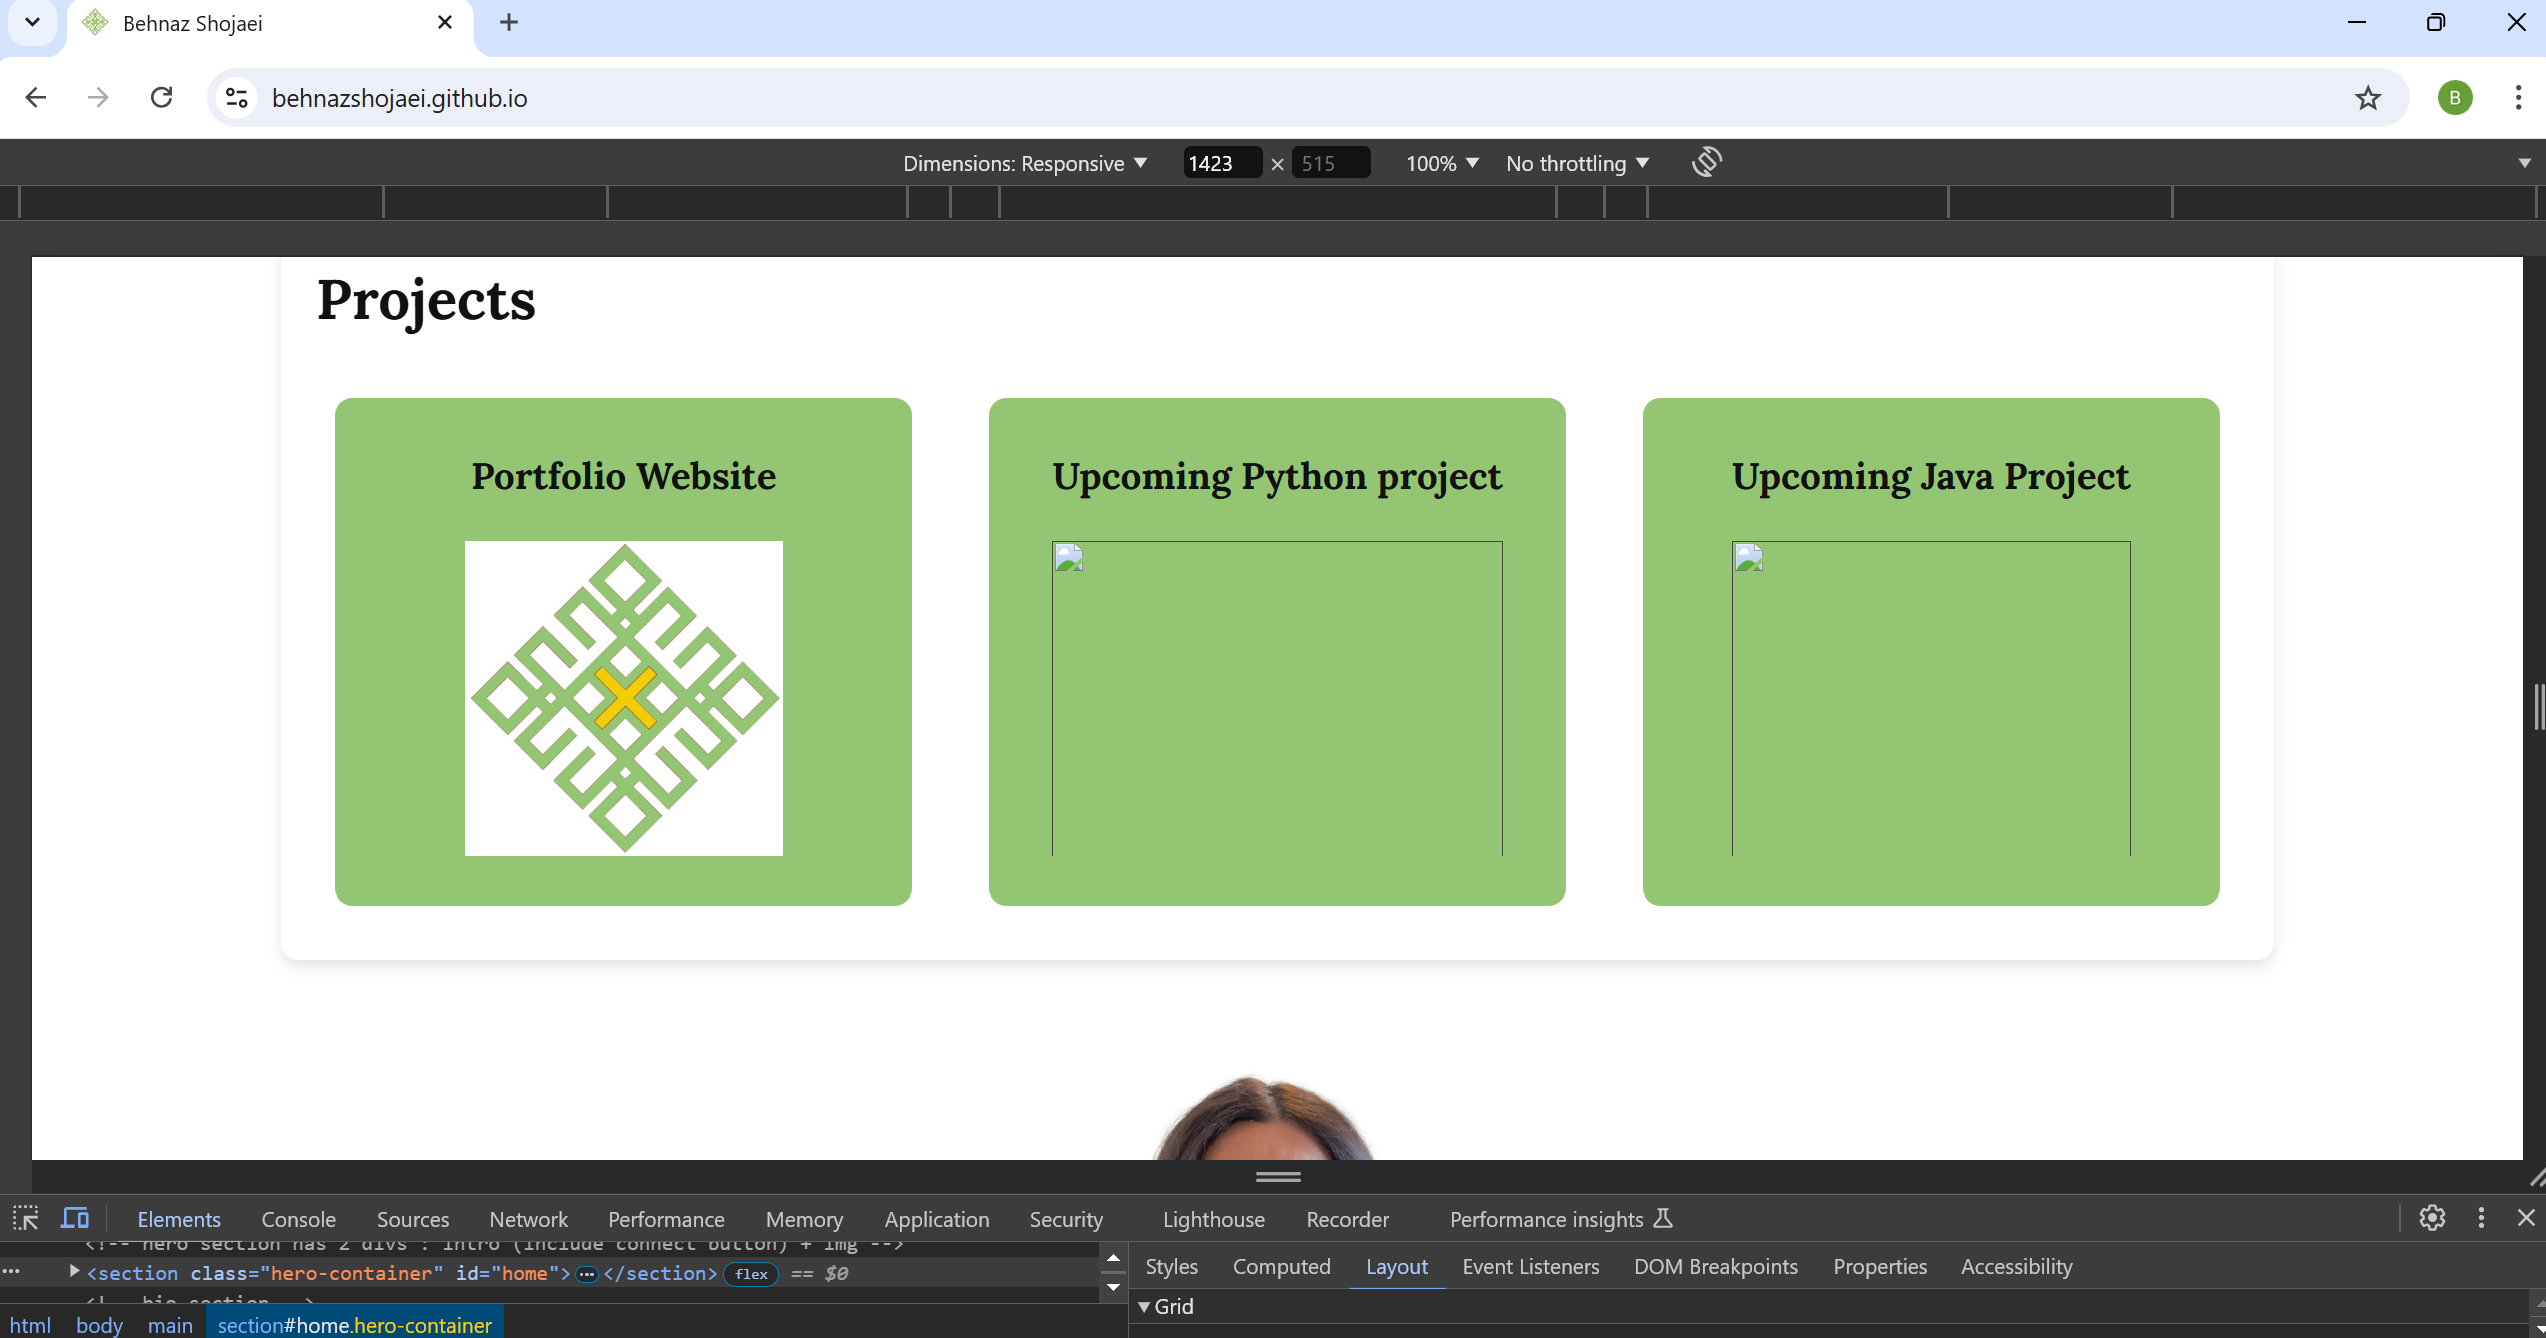 Behnaz Shojaei
behnazshojaei.github.io
B
Dimensions: Responsive 1423 × 515 100% No throttling
Projects
Portfolio Website
Upcoming Python project
Upcoming Java Project
Elements Console Sources Network Performance Memory Application Security Lighthouse Recorder Performance insights
<!-- hero section has 2 divs : intro (include connect button) + img -->
<section class="hero-container" id="home">…</section> flex == $0
<!-- bio section -->
html body main section#home.hero-container
Styles Computed Layout Event Listeners DOM Breakpoints Properties Accessibility
Grid